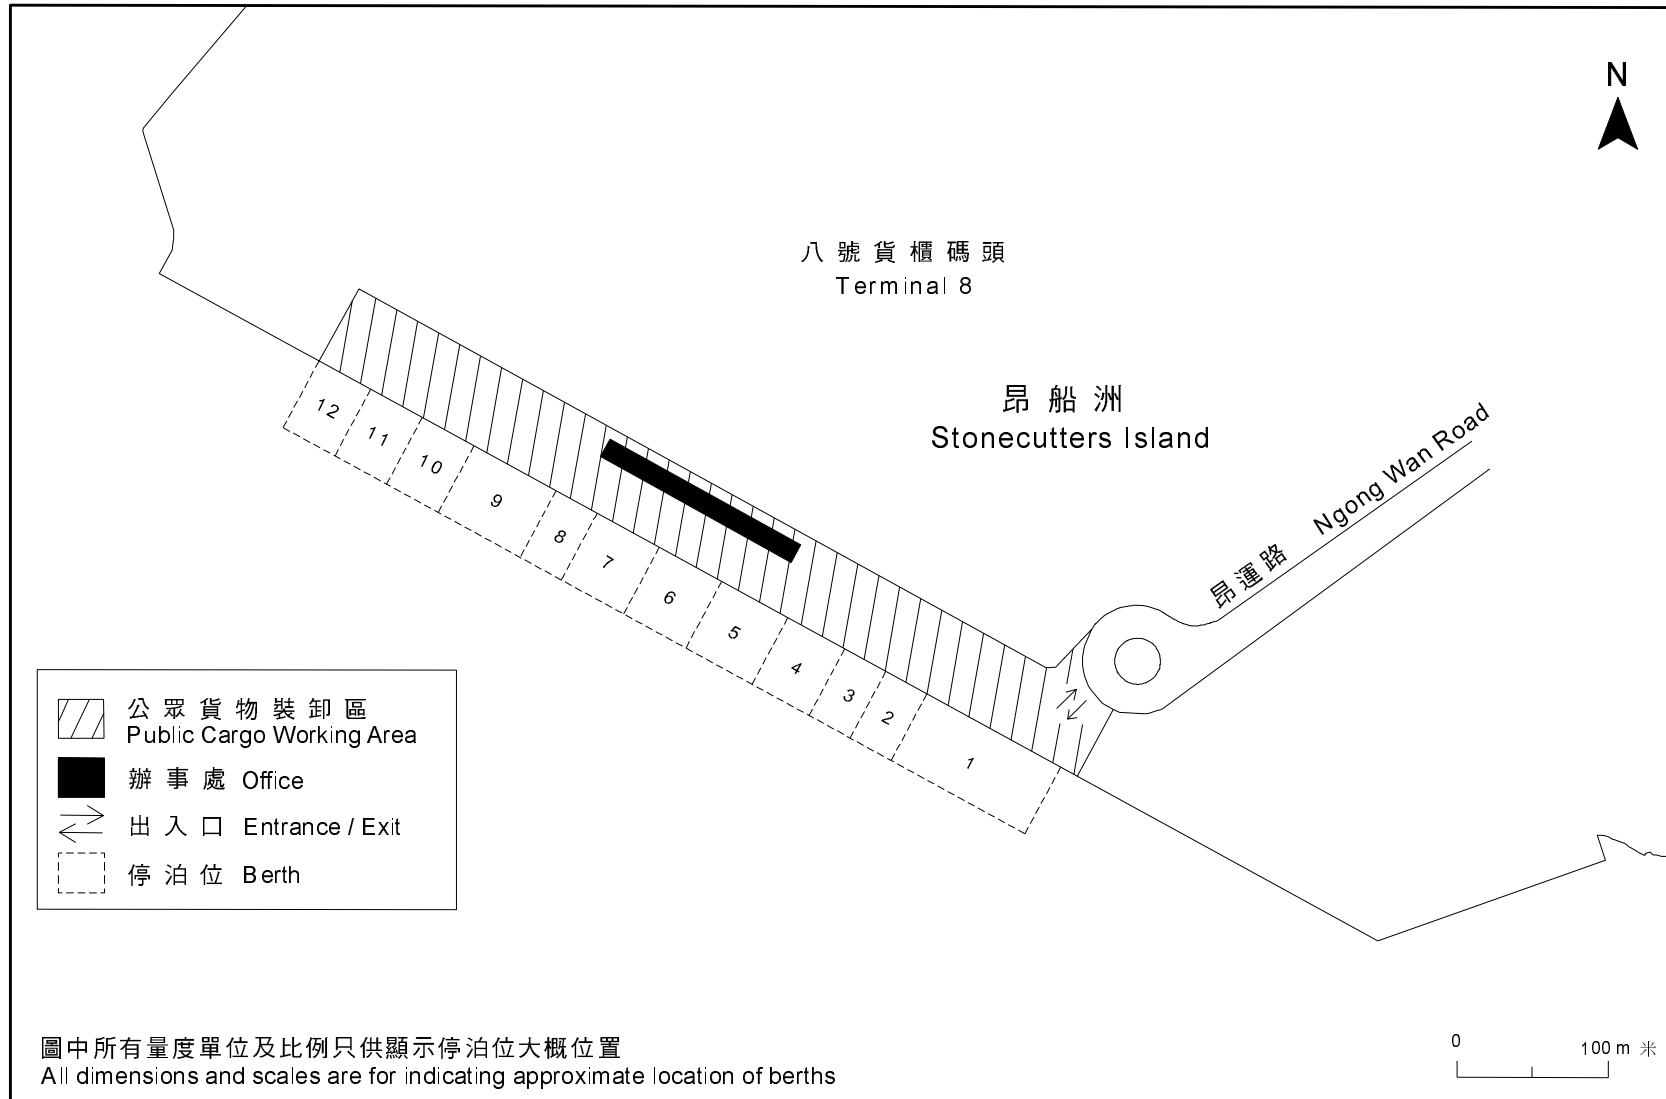 N
八號貨櫃碼頭
Terminal 8
昂船洲
Stonecutters Island
昂運路 Ngong Wan Road
12
11
10
9
8
7
6
5
4
3
2
1
公眾貨物裝卸區
Public Cargo Working Area
辦事處 Office
出入口 Entrance / Exit
停泊位 Berth
圖中所有量度單位及比例只供顯示停泊位大概位置
All dimensions and scales are for indicating approximate location of berths
0 100 m 米